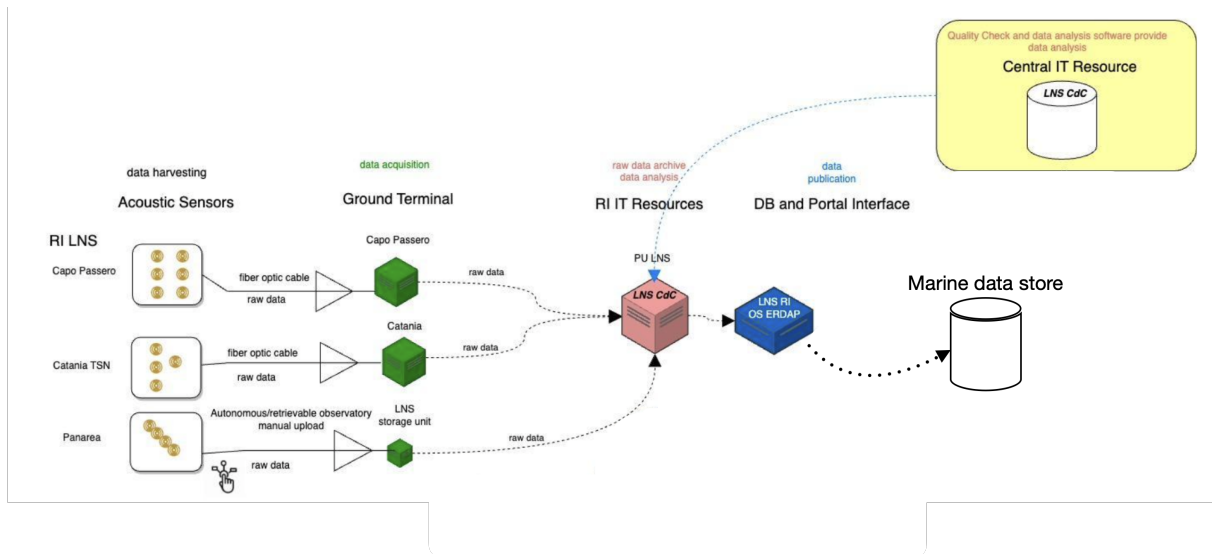 Quality Check and data analysis software provide
data analysis
Central IT Resource
LNS CdC
data harvesting
Acoustic Sensors
data acquisition
Ground Terminal
raw data archive
data analysis
RI IT Resources
data
publication
DB and Portal Interface
RI LNS
Capo Passero
fiber optic cable
raw data
Capo Passero
raw data
PU LNS
LNS CdC
LNS RI
OS ERDAP
Marine data store
Catania TSN
fiber optic cable
raw data
Catania
raw data
Panarea
Autonomous/retrievable observatory
manual upload
raw data
LNS
storage unit
raw data